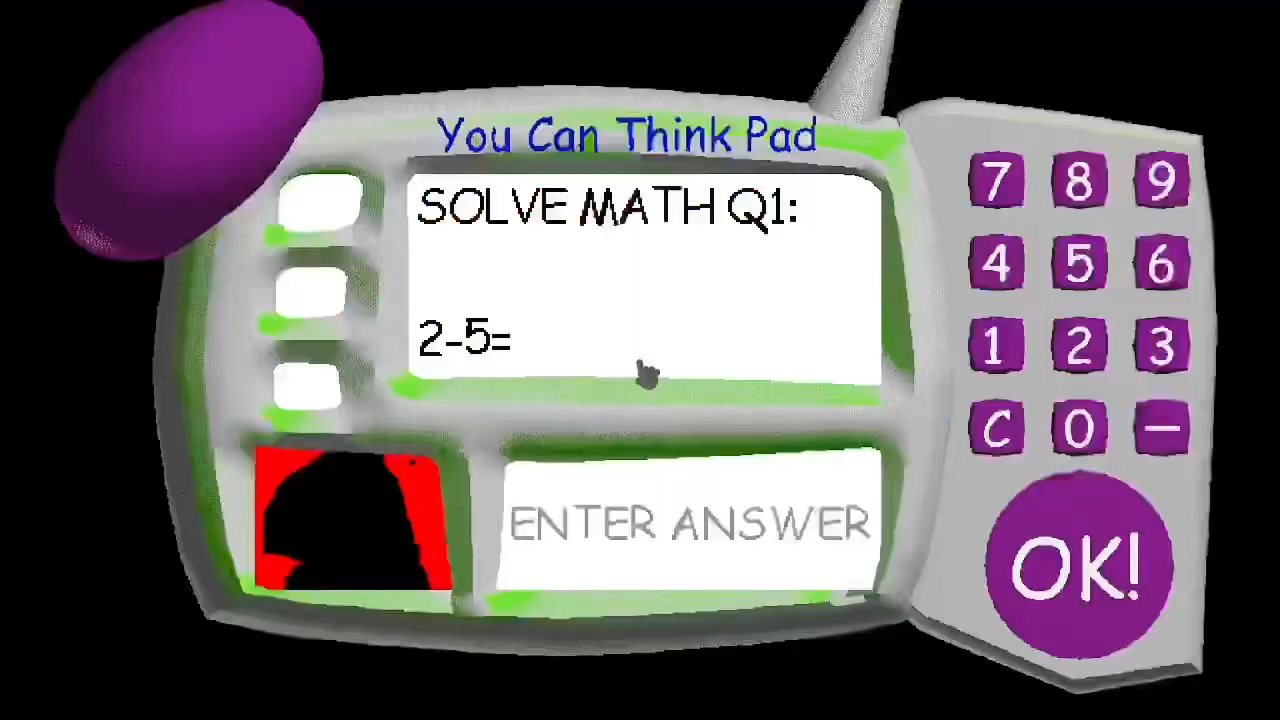 You Can Think Pad
SOLVE MATH Q1:
2-5=
ENTER ANSWER
7 8 9
4 5 6
1 2 3
C 0 -
OK!